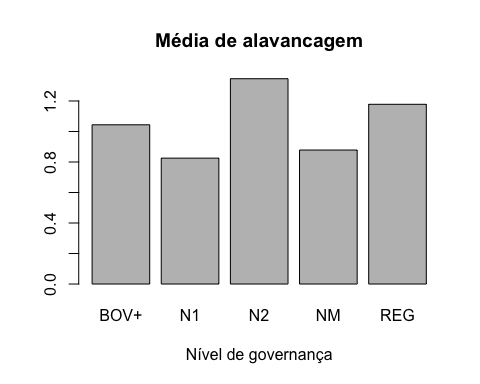 Média de alavancagem
1.2
0.8
0.4
0.0
BOV+ N1 N2 NM REG
Nível de governança